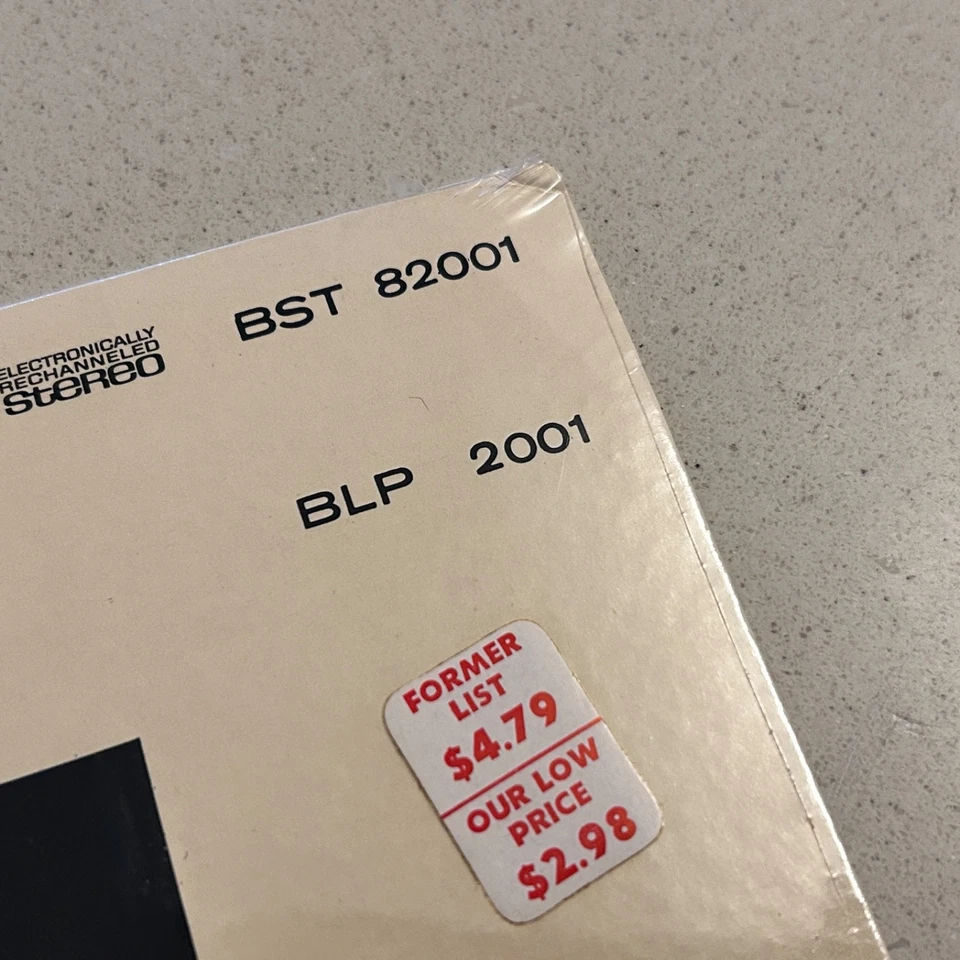 BST 82001
ELECTRONICALLY
RECHANNELED
stereo
BLP 2001
FORMER
LIST
$4.79
OUR LOW
PRICE
$2.98